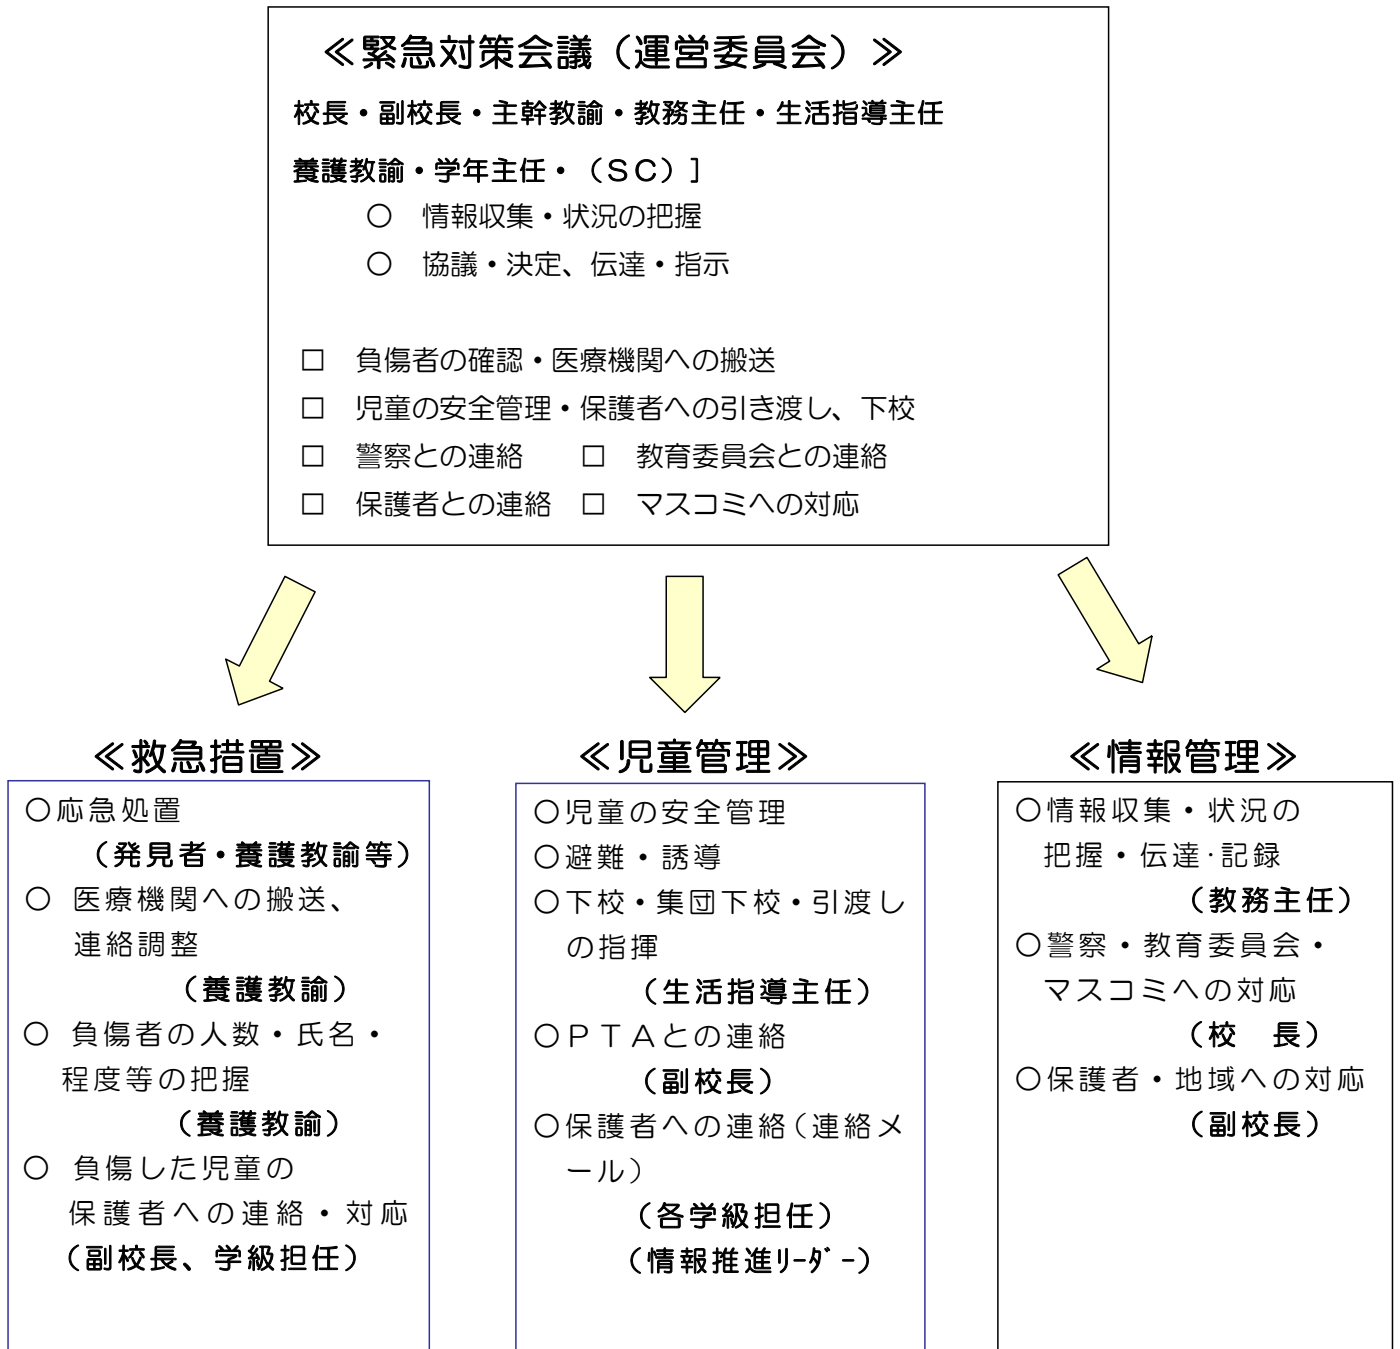 ≪緊急対策会議（運営委員会）≫
校長・副校長・主幹教諭・教務主任・生活指導主任
養護教諭・学年主任・（ＳＣ）］
○　情報収集・状況の把握
○　協議・決定、伝達・指示
□　負傷者の確認・医療機関への搬送
□　児童の安全管理・保護者への引き渡し、下校
□　警察との連絡　　□　教育委員会との連絡
□　保護者との連絡　□　マスコミへの対応
≪救急措置≫
○応急処置
（発見者・養護教諭等）
○　医療機関への搬送、
連絡調整
（養護教諭）
○　負傷者の人数・氏名・
程度等の把握
（養護教諭）
○　負傷した児童の
保護者への連絡・対応
（副校長、学級担任）
≪児童管理≫
○児童の安全管理
○避難・誘導
○下校・集団下校・引渡し
の指揮
（生活指導主任）
○ＰＴＡとの連絡
（副校長）
○保護者への連絡（連絡メ
ール）
（各学級担任）
（情報推進ﾘｰﾀﾞｰ）
≪情報管理≫
○情報収集・状況の
把握・伝達･記録
（教務主任）
○警察・教育委員会・
マスコミへの対応
（校　長）
○保護者・地域への対応
（副校長）